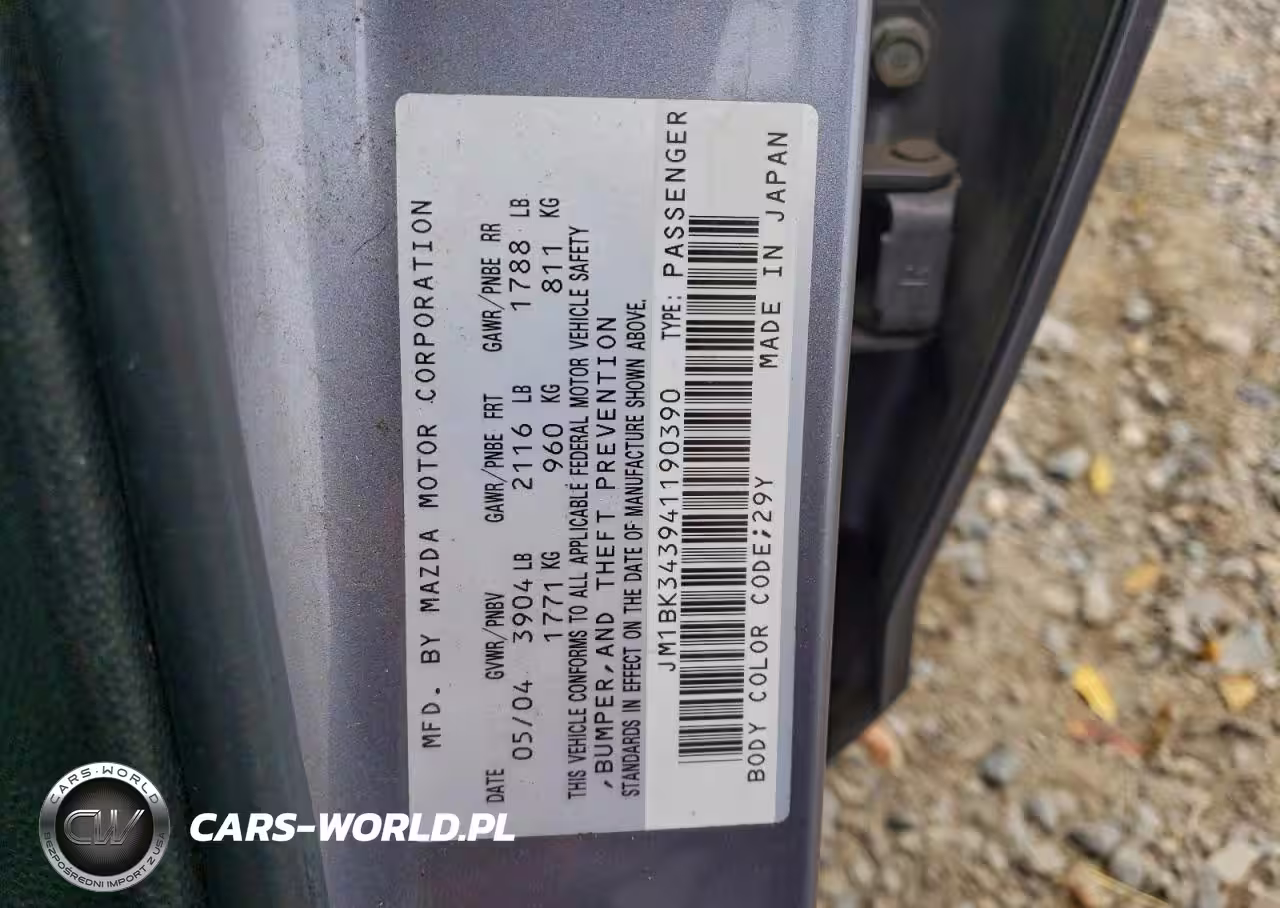 MFD. BY MAZDA MOTOR CORPORATION
DATE GVWR/PNBV GAWR/PNBE FRT GAWR/PNBE RR
05/04 3904 LB 2116 LB 1788 LB
1771 KG 960 KG 811 KG
THIS VEHICLE CONFORMS TO ALL APPLICABLE FEDERAL MOTOR VEHICLE SAFETY
,BUMPER,AND THEFT PREVENTION
STANDARDS IN EFFECT ON THE DATE OF MANUFACTURE SHOWN ABOVE.
JM1BK343941190390 TYPE: PASSENGER
BODY COLOR CODE;29Y MADE IN JAPAN
CARS-WORLD
CW
BEZPOŚREDNI IMPORT Z USA
CARS-WORLD.PL